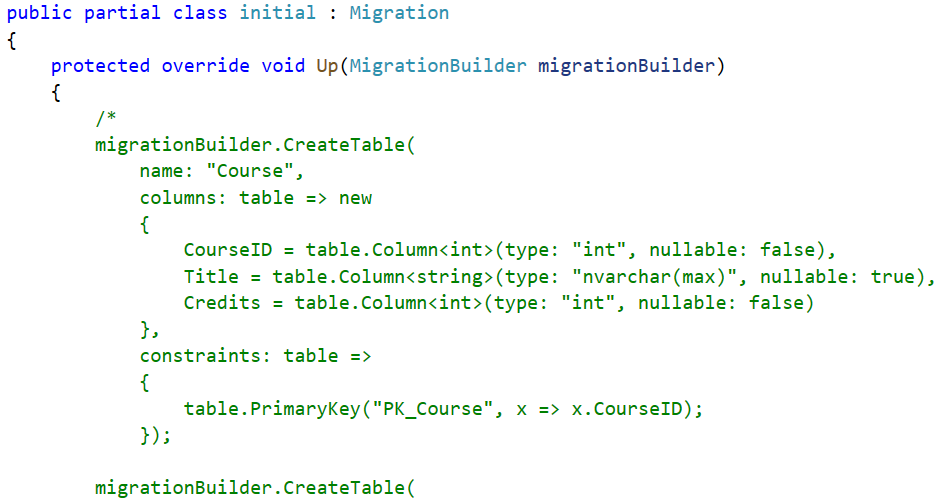 public partial class initial : Migration
{
    protected override void Up(MigrationBuilder migrationBuilder)
    {
        /*
        migrationBuilder.CreateTable(
            name: "Course",
            columns: table => new
            {
                CourseID = table.Column<int>(type: "int", nullable: false),
                Title = table.Column<string>(type: "nvarchar(max)", nullable: true),
                Credits = table.Column<int>(type: "int", nullable: false)
            },
            constraints: table =>
            {
                table.PrimaryKey("PK_Course", x => x.CourseID);
            });

        migrationBuilder.CreateTable(